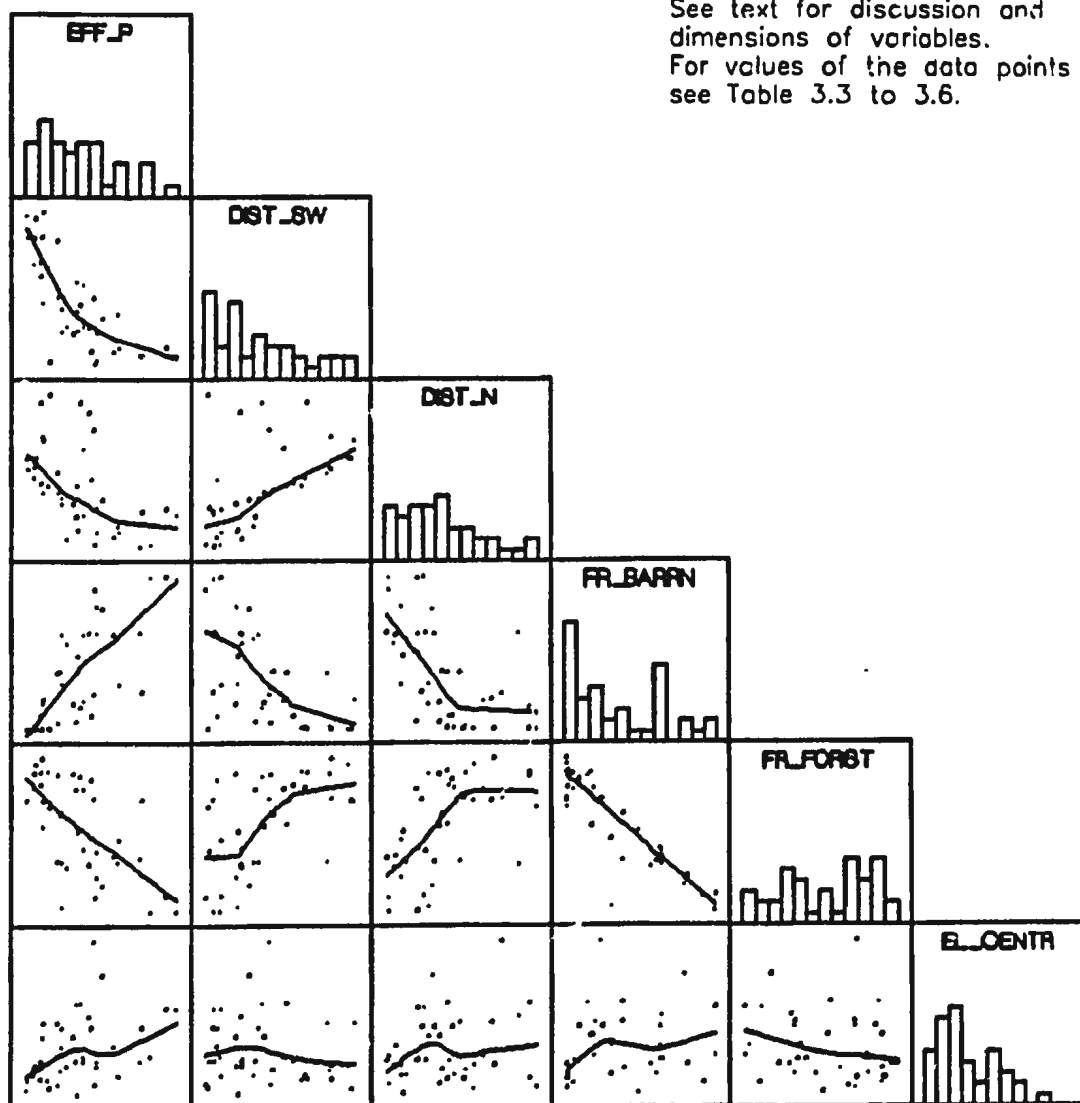 See text for discussion and
dimensions of variables.
For values of the data points
see Table 3.3 to 3.6.
EFF_P
DIST_SW
DIST_N
FR_BARRN
FR_FORST
EL_CENTR